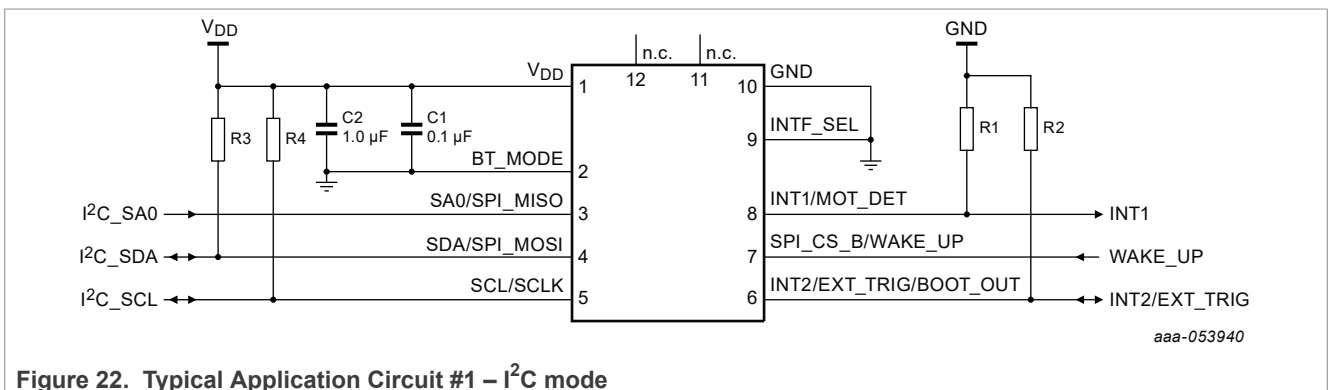 V_DD
GND
n.c.
n.c.
V_DD
12
11
GND
1
10
R3
R4
C2
1.0 µF
C1
0.1 µF
INTF_SEL
9
R1
R2
BT_MODE
2
I²C_SA0
SA0/SPI_MISO
3
8
INT1/MOT_DET
INT1
I²C_SDA
SDA/SPI_MOSI
4
7
SPI_CS_B/WAKE_UP
WAKE_UP
I²C_SCL
SCL/SCLK
5
6
INT2/EXT_TRIG/BOOT_OUT
INT2/EXT_TRIG
aaa-053940
Figure 22. Typical Application Circuit #1 – I²C mode